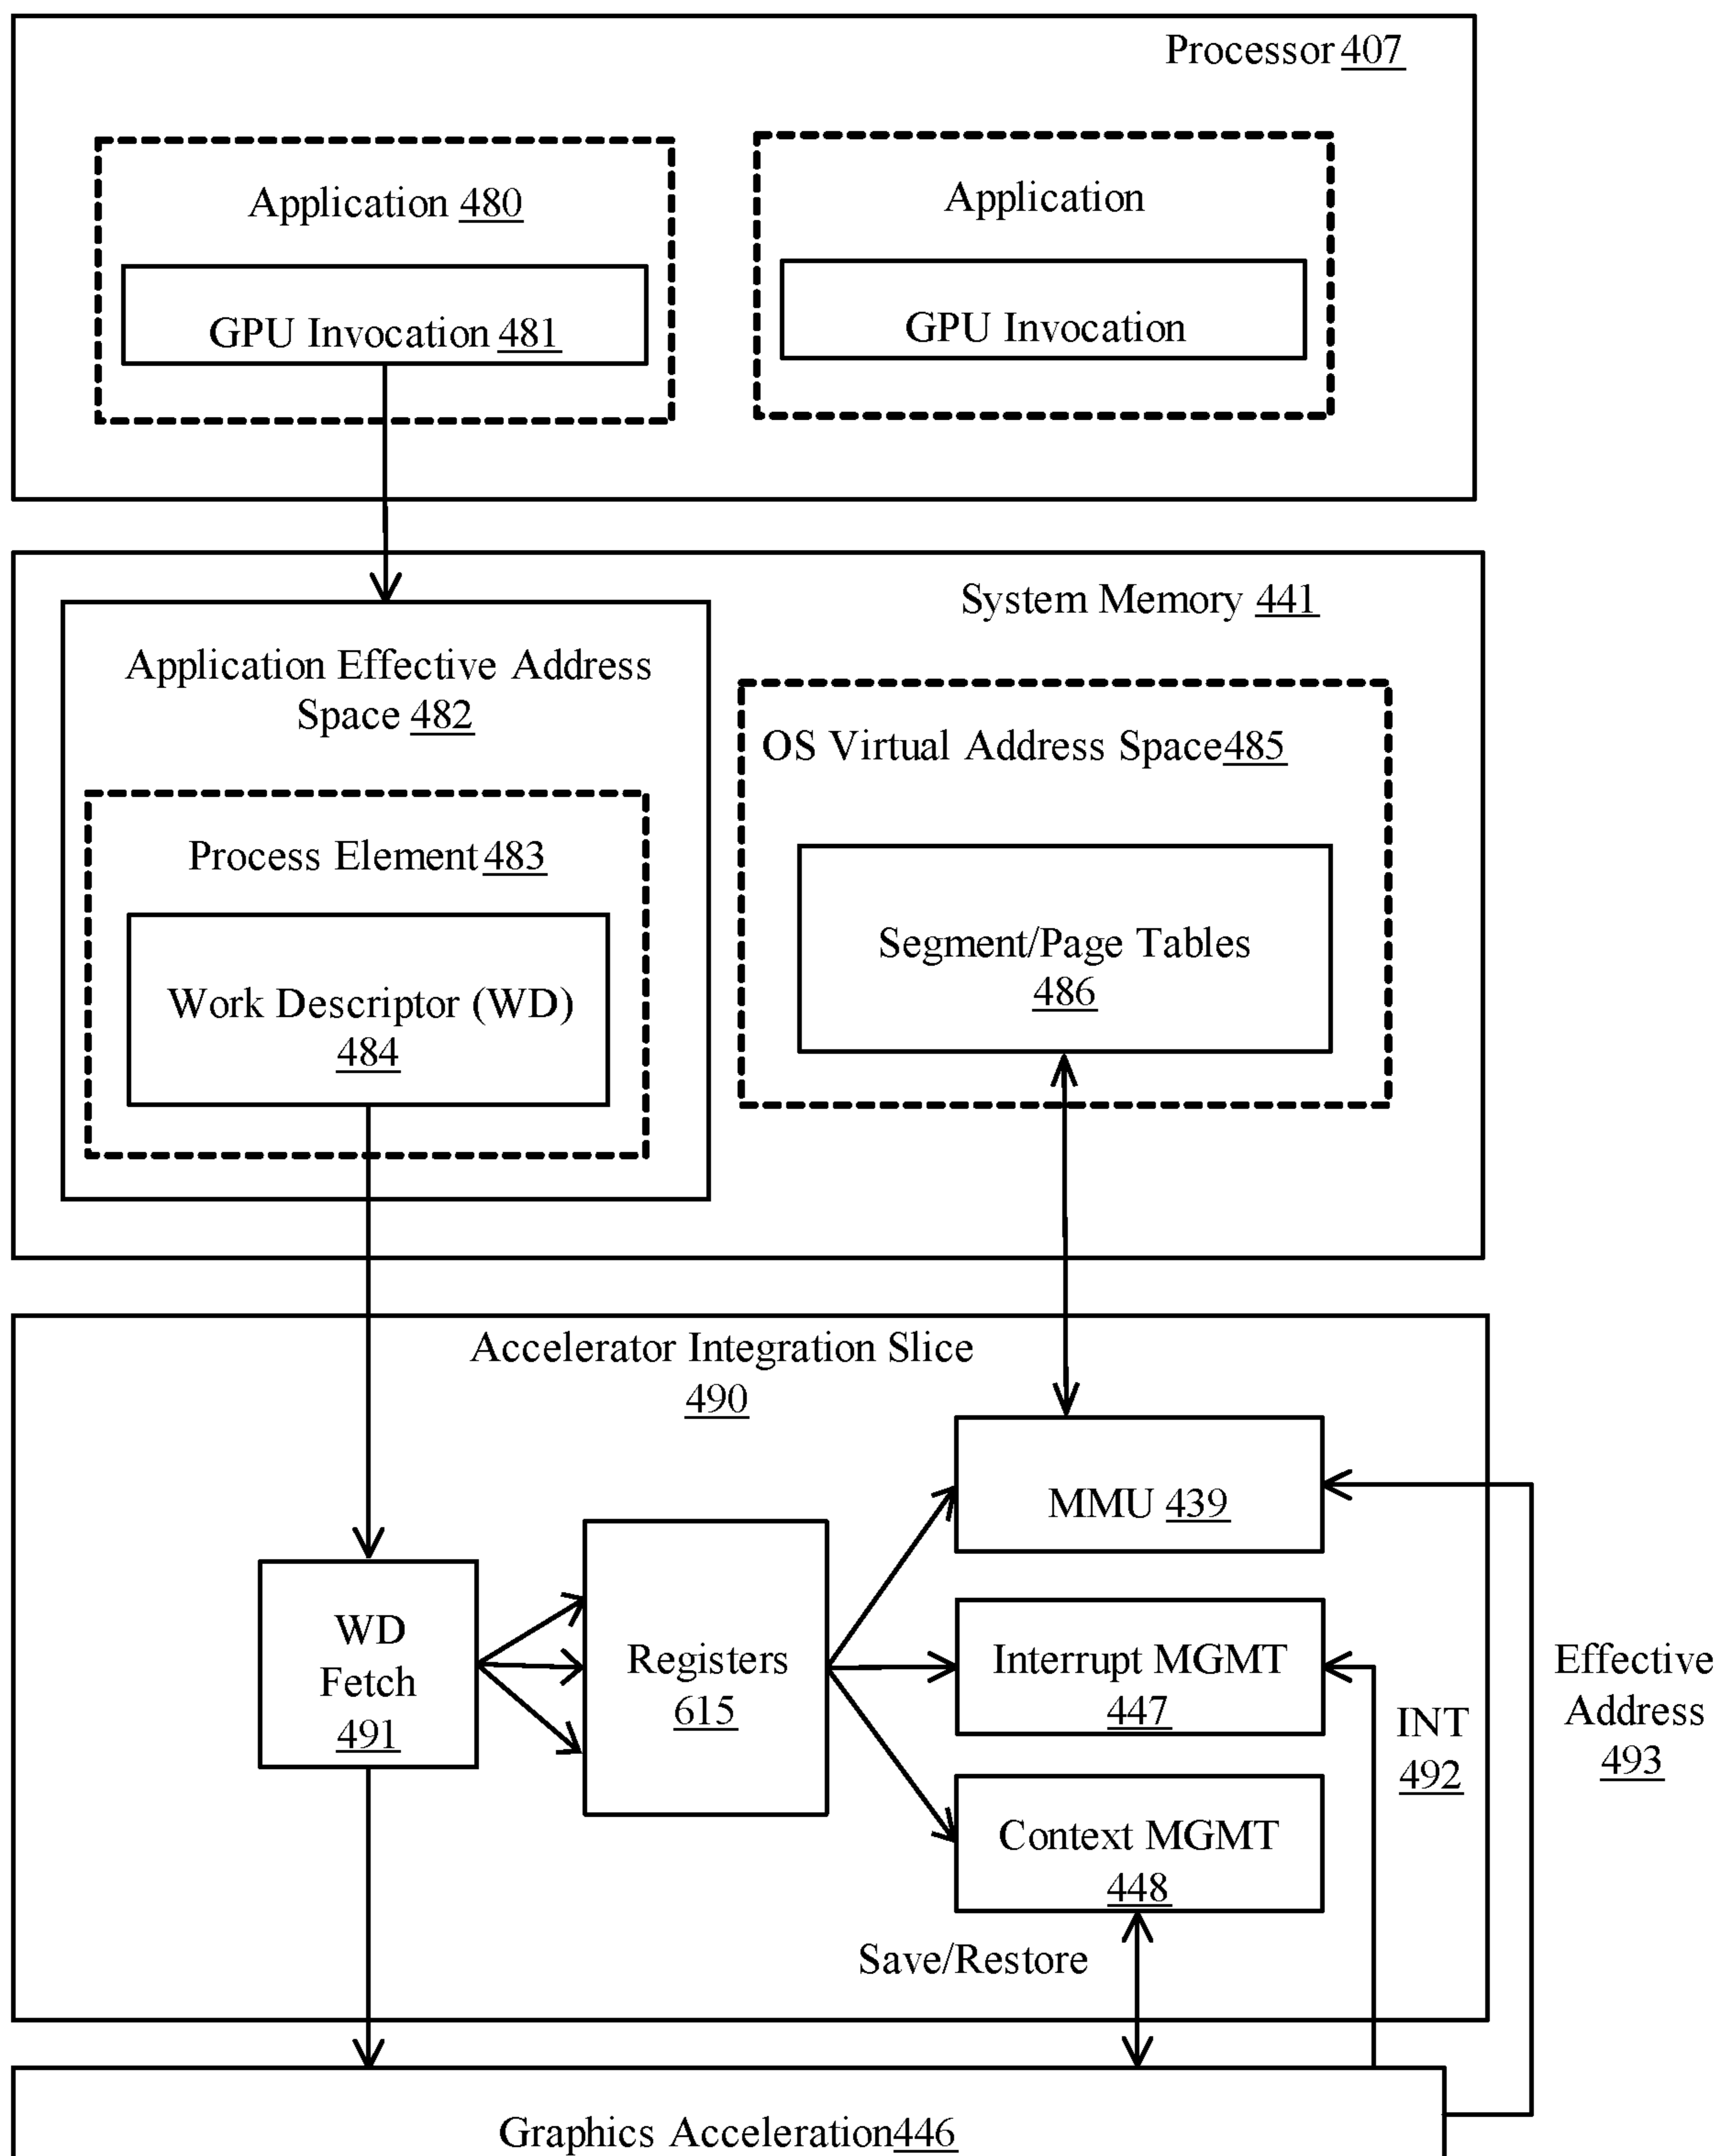 Processor 407
Application 480
GPU Invocation 481
Application
GPU Invocation
System Memory 441
Application Effective Address
Space 482
Process Element 483
Work Descriptor (WD)
484
OS Virtual Address Space485
Segment/Page Tables
486
Accelerator Integration Slice
490
WD
Fetch
491
Registers
615
MMU 439
Interrupt MGMT
447
Context MGMT
448
Save/Restore
INT
492
Effective
Address
493
Graphics Acceleration446